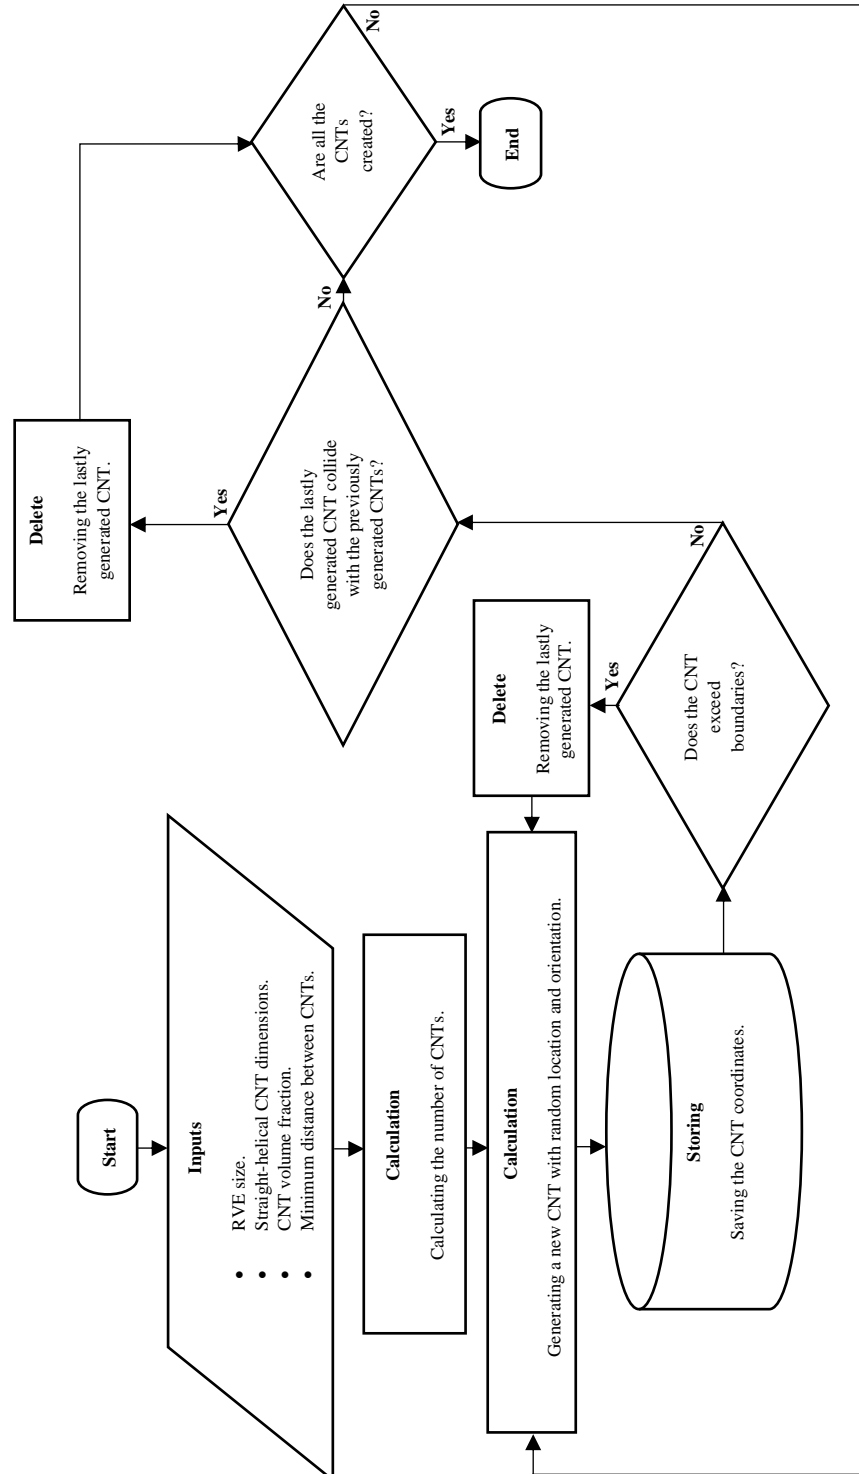 Start
Inputs
• RVE size.
• Straight-helical CNT dimensions.
• CNT volume fraction.
• Minimum distance between CNTs.
Calculation
Calculating the number of CNTs.
Calculation
Generating a new CNT with random location and orientation.
Storing
Saving the CNT coordinates.
Does the CNT
exceed
boundaries?
Yes
No
Delete
Removing the lastly
generated CNT.
Does the lastly
generated CNT collide
with the previously
generated CNTs?
Yes
No
Delete
Removing the lastly
generated CNT.
Are all the
CNTs
created?
No
Yes
End